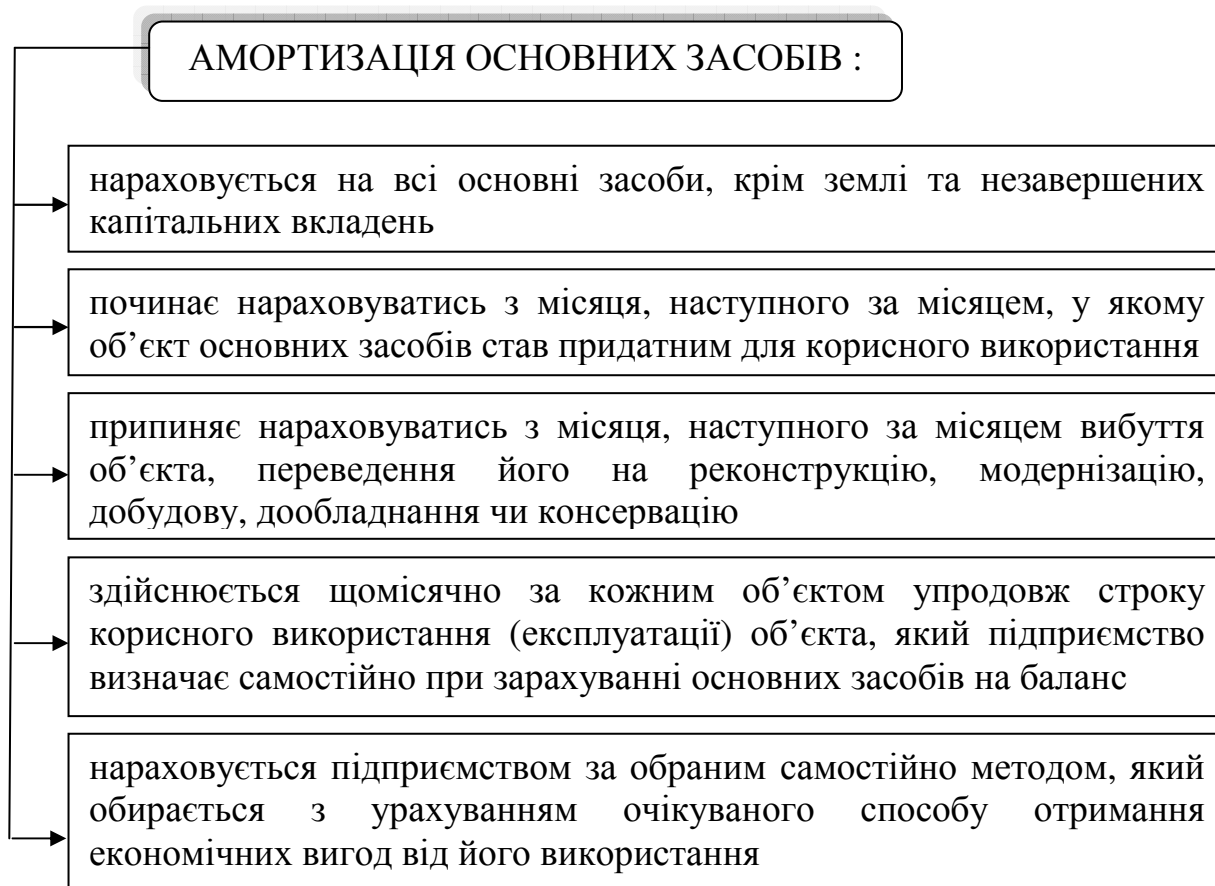 АМОРТИЗАЦІЯ ОСНОВНИХ ЗАСОБІВ :
нараховується на всі основні засоби, крім землі та незавершених
капітальних вкладень
починає нараховуватись з місяця, наступного за місяцем, у якому
об’єкт основних засобів став придатним для корисного використання
припиняє нараховуватись з місяця, наступного за місяцем вибуття
об’єкта, переведення його на реконструкцію, модернізацію,
добудову, дообладнання чи консервацію
здійснюється щомісячно за кожним об’єктом упродовж строку
корисного використання (експлуатації) об’єкта, який підприємство
визначає самостійно при зарахуванні основних засобів на баланс
нараховується підприємством за обраним самостійно методом, який
обирається з урахуванням очікуваного способу отримання
економічних вигод від його використання